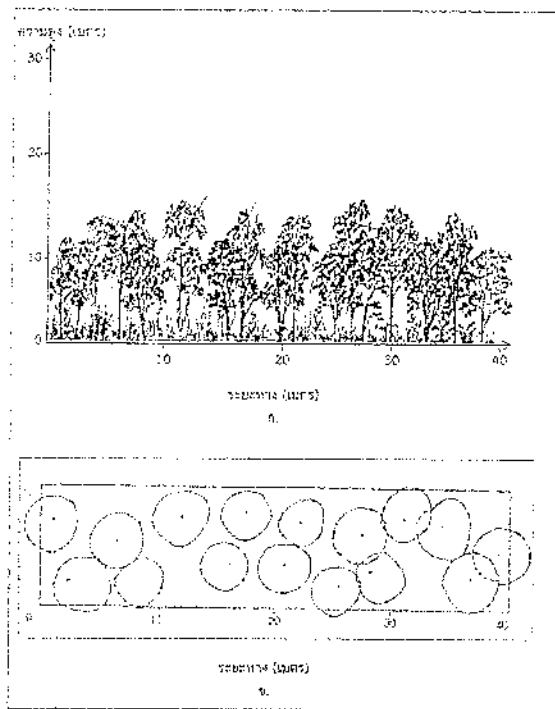 ความสูง (เมตร)
30
20
10
0
10 20 30 40
ระยะทาง (เมตร)
ก.
0 10 20 30 40
ระยะทาง (เมตร)
ข.